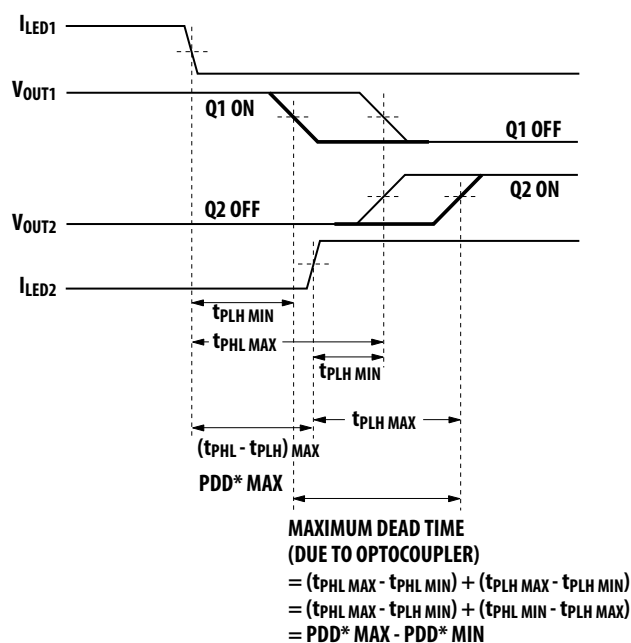 ILED1
VOUT1
Q1 ON
Q1 OFF
Q2 OFF
Q2 ON
VOUT2
ILED2
tPLH MIN
tPHL MAX
tPLH MIN
tPLH MAX
(tPHL - tPLH) MAX
PDD* MAX
MAXIMUM DEAD TIME
(DUE TO OPTOCOUPLER)
= (tPHL MAX - tPHL MIN) + (tPLH MAX - tPLH MIN)
= (tPHL MAX - tPLH MIN) + (tPHL MIN - tPLH MAX)
= PDD* MAX - PDD* MIN